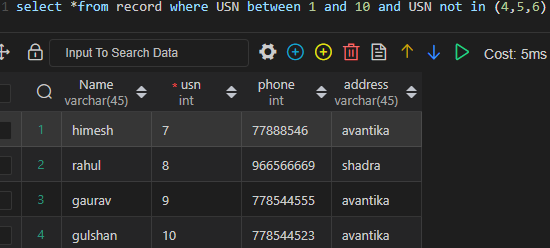 1 select *from record where USN between 1 and 10 and USN not in (4,5,6)
Input To Search Data Cost: 5ms
Name * usn phone address
varchar(45) int int varchar(45)
1 himesh 7 77888546 avantika
2 rahul 8 966566669 shadra
3 gaurav 9 778544555 avantika
4 gulshan 10 778544523 avantika